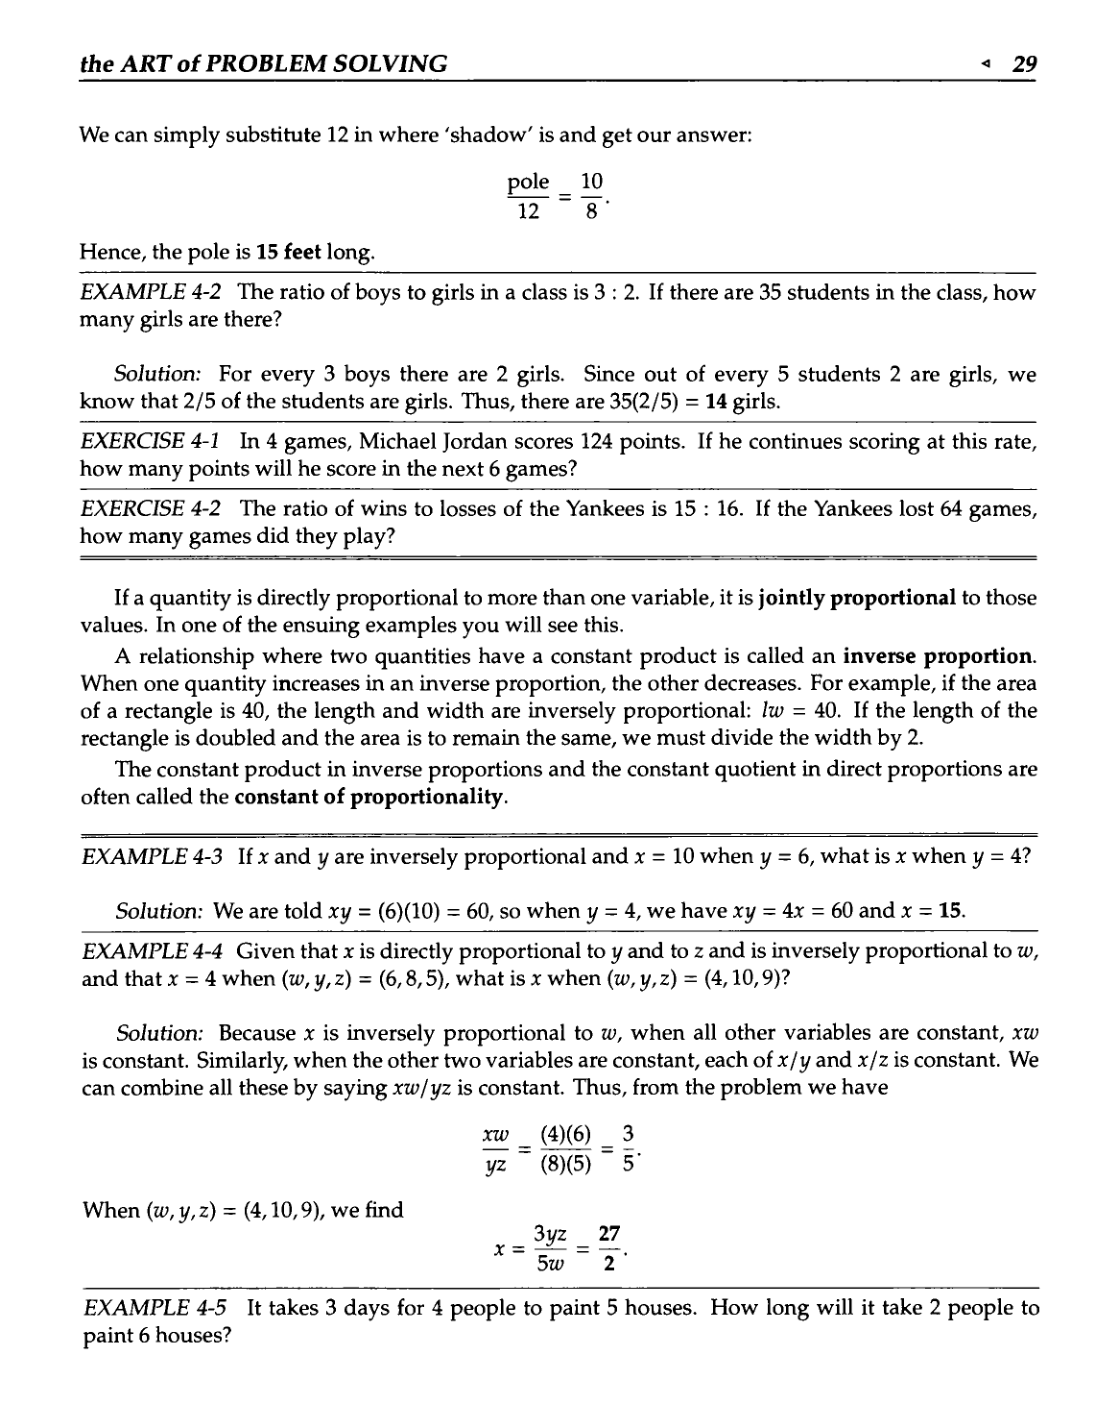 the ART of PROBLEM SOLVING ◃ 29
We can simply substitute 12 in where 'shadow' is and get our answer:
pole/12 = 10/8.
Hence, the pole is 15 feet long.
EXAMPLE 4-2 The ratio of boys to girls in a class is 3 : 2. If there are 35 students in the class, how
many girls are there?
Solution: For every 3 boys there are 2 girls. Since out of every 5 students 2 are girls, we
know that 2/5 of the students are girls. Thus, there are 35(2/5) = 14 girls.
EXERCISE 4-1 In 4 games, Michael Jordan scores 124 points. If he continues scoring at this rate,
how many points will he score in the next 6 games?
EXERCISE 4-2 The ratio of wins to losses of the Yankees is 15 : 16. If the Yankees lost 64 games,
how many games did they play?
If a quantity is directly proportional to more than one variable, it is jointly proportional to those
values. In one of the ensuing examples you will see this.
A relationship where two quantities have a constant product is called an inverse proportion.
When one quantity increases in an inverse proportion, the other decreases. For example, if the area
of a rectangle is 40, the length and width are inversely proportional: lw = 40. If the length of the
rectangle is doubled and the area is to remain the same, we must divide the width by 2.
The constant product in inverse proportions and the constant quotient in direct proportions are
often called the constant of proportionality.
EXAMPLE 4-3 If x and y are inversely proportional and x = 10 when y = 6, what is x when y = 4?
Solution: We are told xy = (6)(10) = 60, so when y = 4, we have xy = 4x = 60 and x = 15.
EXAMPLE 4-4 Given that x is directly proportional to y and to z and is inversely proportional to w,
and that x = 4 when (w, y, z) = (6, 8, 5), what is x when (w, y, z) = (4, 10, 9)?
Solution: Because x is inversely proportional to w, when all other variables are constant, xw
is constant. Similarly, when the other two variables are constant, each of x/y and x/z is constant. We
can combine all these by saying xw/yz is constant. Thus, from the problem we have
xw/yz = (4)(6)/(8)(5) = 3/5.
When (w, y, z) = (4, 10, 9), we find
x = 3yz/5w = 27/2.
EXAMPLE 4-5 It takes 3 days for 4 people to paint 5 houses. How long will it take 2 people to
paint 6 houses?